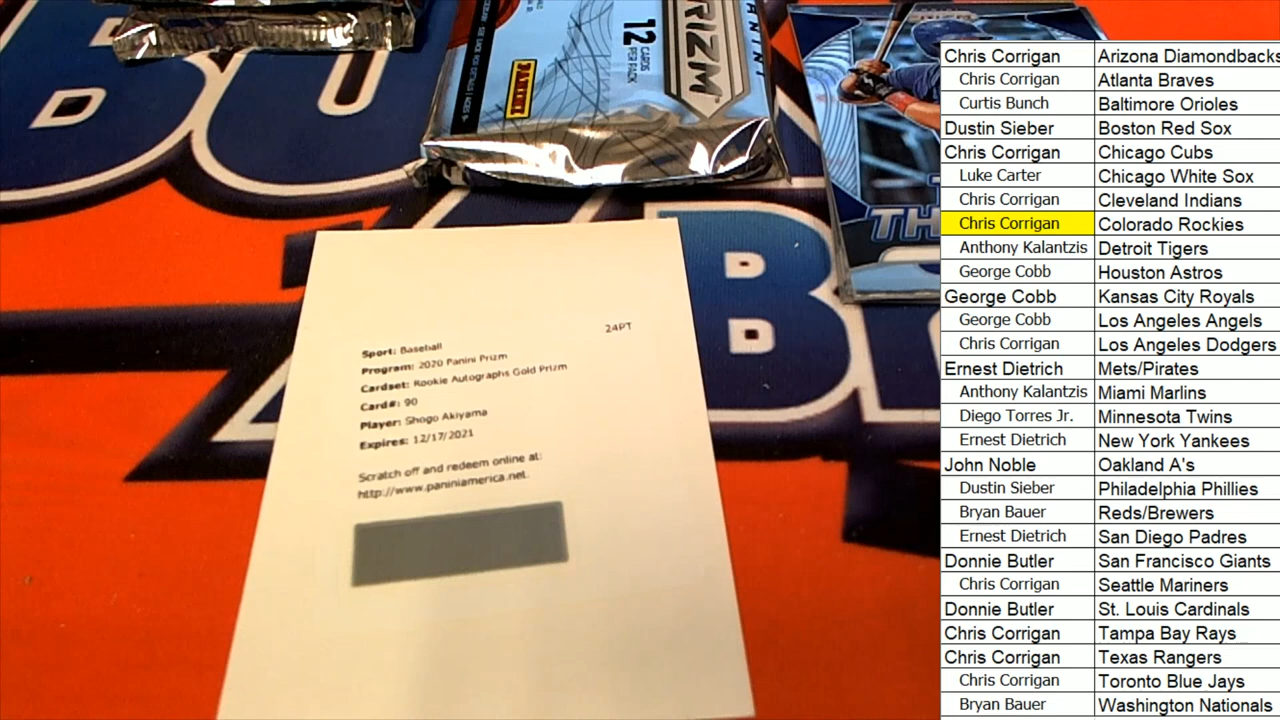 RIZM
PANINI
12 CARDS
PER PACK
PANINI
TH
24PT
Sport: Baseball
Program: 2020 Panini Prizm
Cardset: Rookie Autographs Gold Prizm
Card#: 90
Player: Shogo Akiyama
Expires: 12/17/2021
Scratch off and redeem online at:
http://www.paniniamerica.net.
Chris Corrigan Arizona Diamondbacks
Chris Corrigan Atlanta Braves
Curtis Bunch Baltimore Orioles
Dustin Sieber Boston Red Sox
Chris Corrigan Chicago Cubs
Luke Carter Chicago White Sox
Chris Corrigan Cleveland Indians
Chris Corrigan Colorado Rockies
Anthony Kalantzis Detroit Tigers
George Cobb Houston Astros
George Cobb Kansas City Royals
George Cobb Los Angeles Angels
Chris Corrigan Los Angeles Dodgers
Ernest Dietrich Mets/Pirates
Anthony Kalantzis Miami Marlins
Diego Torres Jr. Minnesota Twins
Ernest Dietrich New York Yankees
John Noble Oakland A's
Dustin Sieber Philadelphia Phillies
Bryan Bauer Reds/Brewers
Ernest Dietrich San Diego Padres
Donnie Butler San Francisco Giants
Chris Corrigan Seattle Mariners
Donnie Butler St. Louis Cardinals
Chris Corrigan Tampa Bay Rays
Chris Corrigan Texas Rangers
Chris Corrigan Toronto Blue Jays
Bryan Bauer Washington Nationals